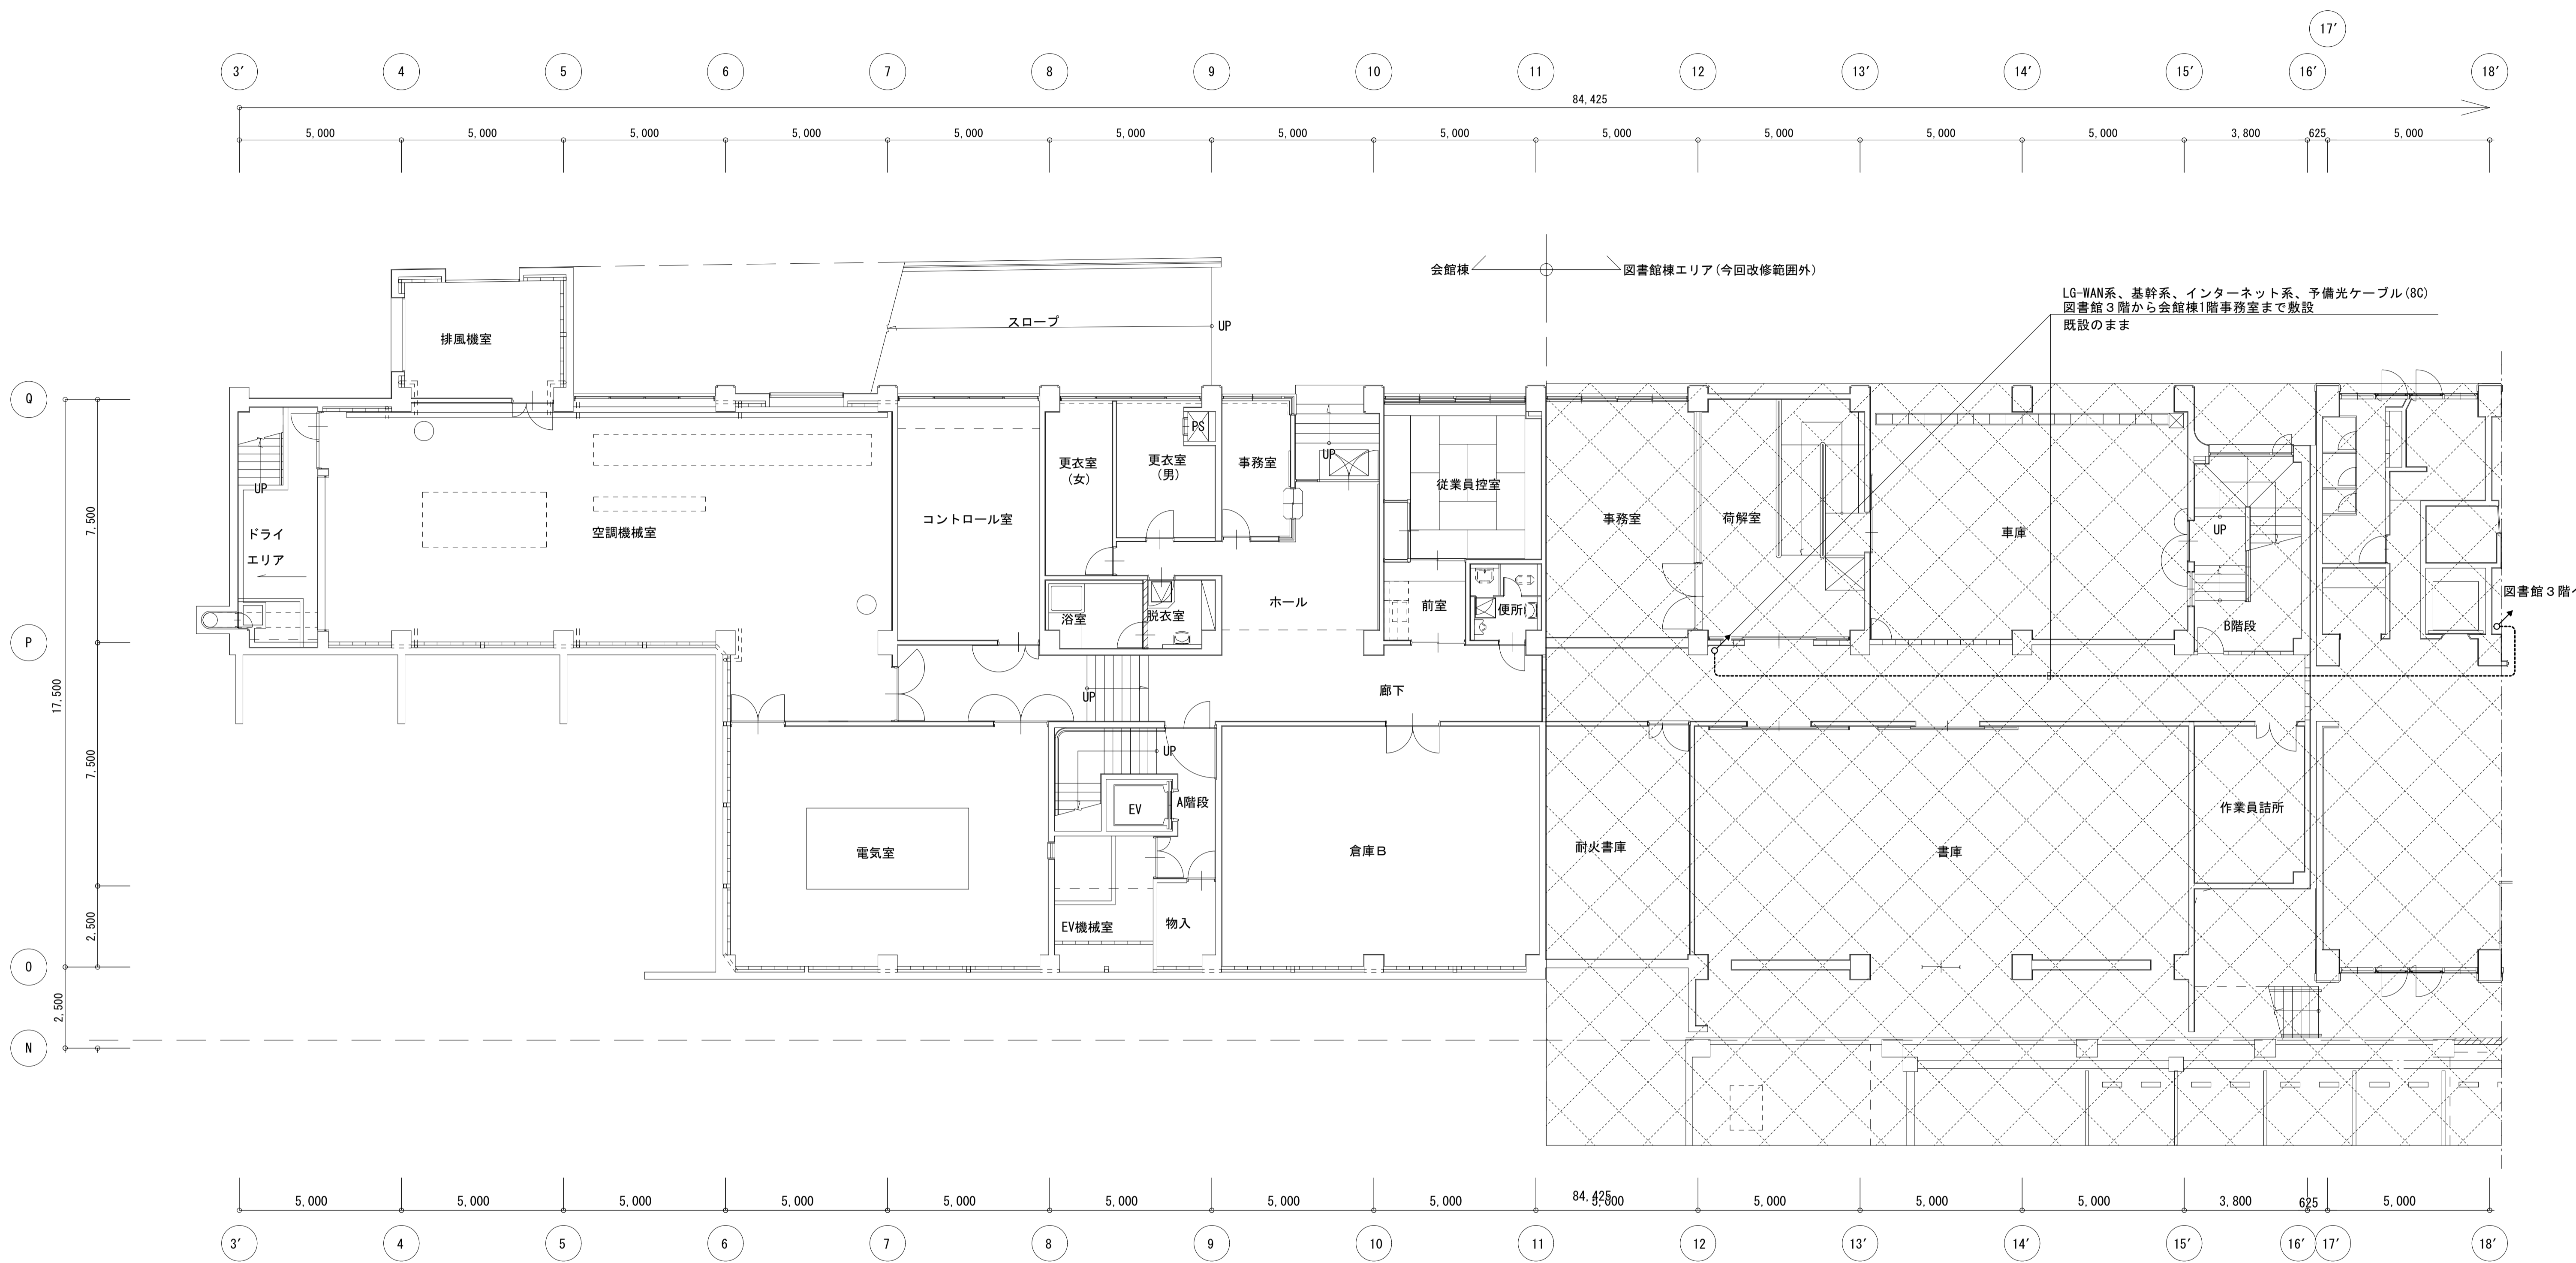 17′
3′ 4 5 6 7 8 9 10 11 12 13′ 14′ 15′ 16′ 18′
84,425
5,000 5,000 5,000 5,000 5,000 5,000 5,000 5,000 5,000 5,000 5,000 5,000 3,800 625 5,000
会館棟
図書館棟エリア(今回改修範囲外)
LG-WAN系、基幹系、インターネット系、予備光ケーブル(8C)
図書館３階から会館棟1階事務室まで敷設
既設のまま
スロープ
UP
排風機室
Q
PS
UP
更衣室
(女)
更衣室
(男)
事務室
従業員控室
UP
ドライ
エリア
空調機械室
コントロール室
事務室
荷解室
車庫
UP
7,500
図書館３階へ
浴室
脱衣室
ホール
前室
便所
B階段
P
17,500
UP
廊下
7,500
UP
EV
A階段
電気室
倉庫Ｂ
耐火書庫
書庫
作業員詰所
2,500
EV機械室
物入
O
2,500
N
5,000 5,000 5,000 5,000 5,000 5,000 5,000 5,000 5,000 5,000 5,000 5,000 3,800 625 5,000
84,425
3′ 4 5 6 7 8 9 10 11 12 13′ 14′ 15′ 16′ 17′ 18′